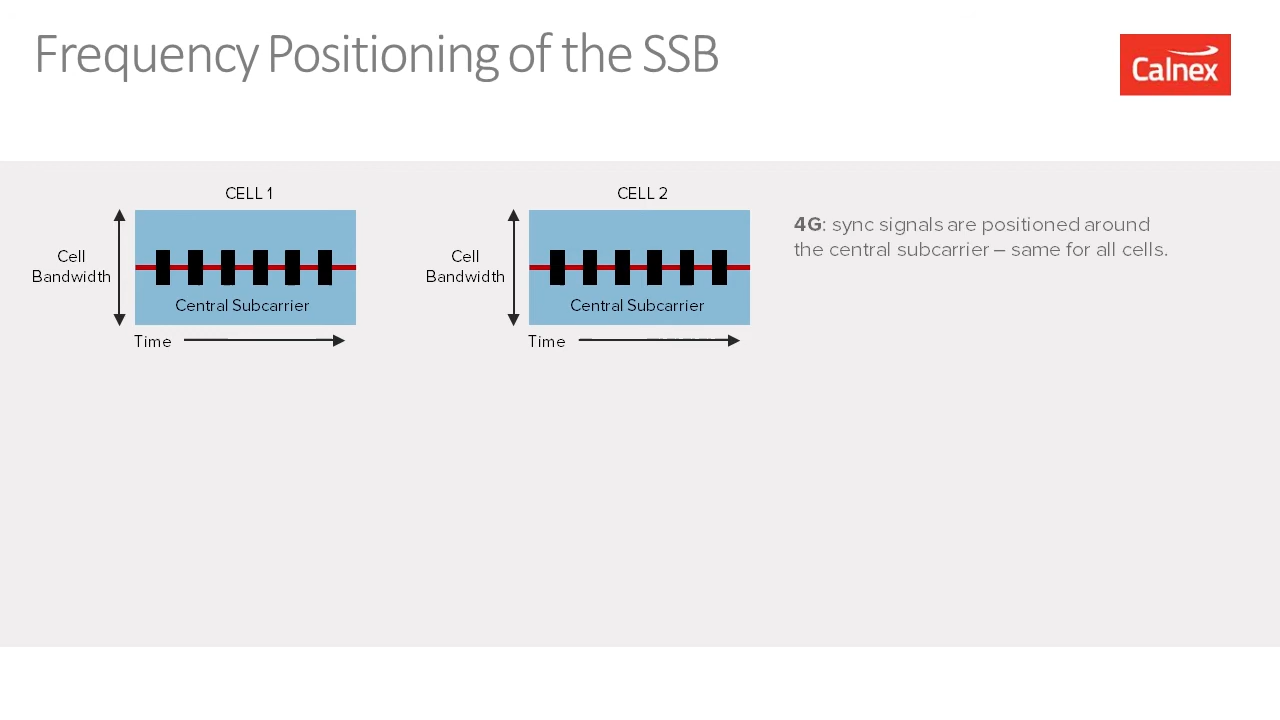 Frequency Positioning of the SSB
Calnex
CELL 1
Cell
Bandwidth
Central Subcarrier
Time
CELL 2
Cell
Bandwidth
Central Subcarrier
Time
4G: sync signals are positioned around
the central subcarrier – same for all cells.